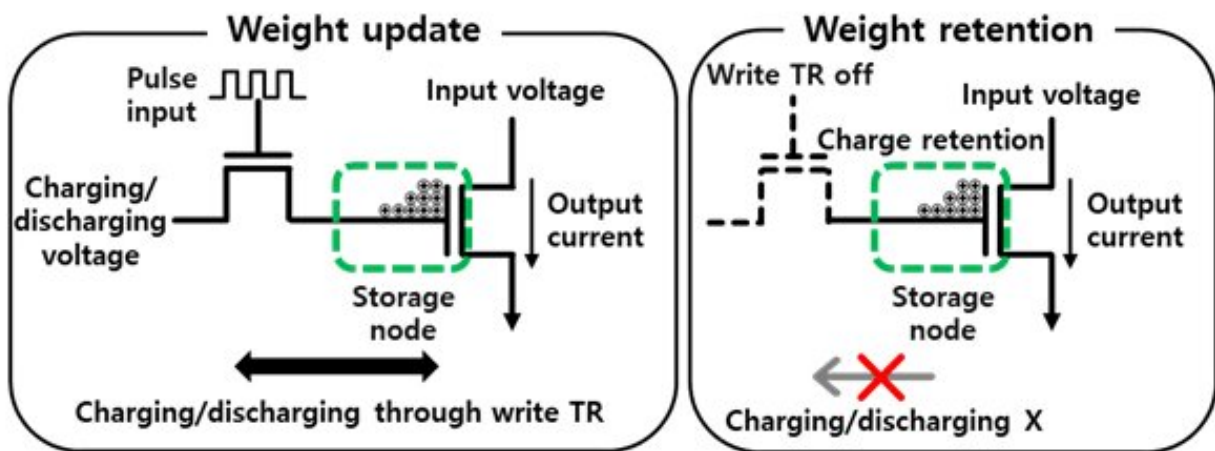 Weight update
Pulse
input
Input voltage
Charging/
discharging
voltage
Output
current
Storage
node
Charging/discharging through write TR
Weight retention
Write TR off
Input voltage
Charge retention
Output
current
Storage
node
Charging/discharging X